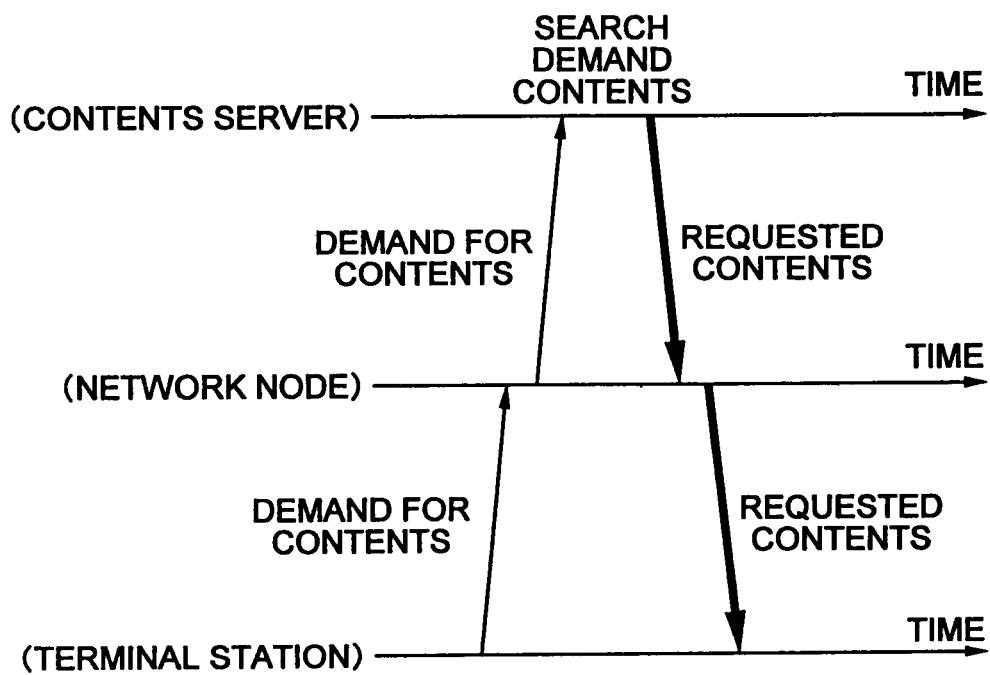 SEARCH
DEMAND
CONTENTS
TIME
(CONTENTS SERVER)
DEMAND FOR
CONTENTS
REQUESTED
CONTENTS
TIME
(NETWORK NODE)
DEMAND FOR
CONTENTS
REQUESTED
CONTENTS
TIME
(TERMINAL STATION)